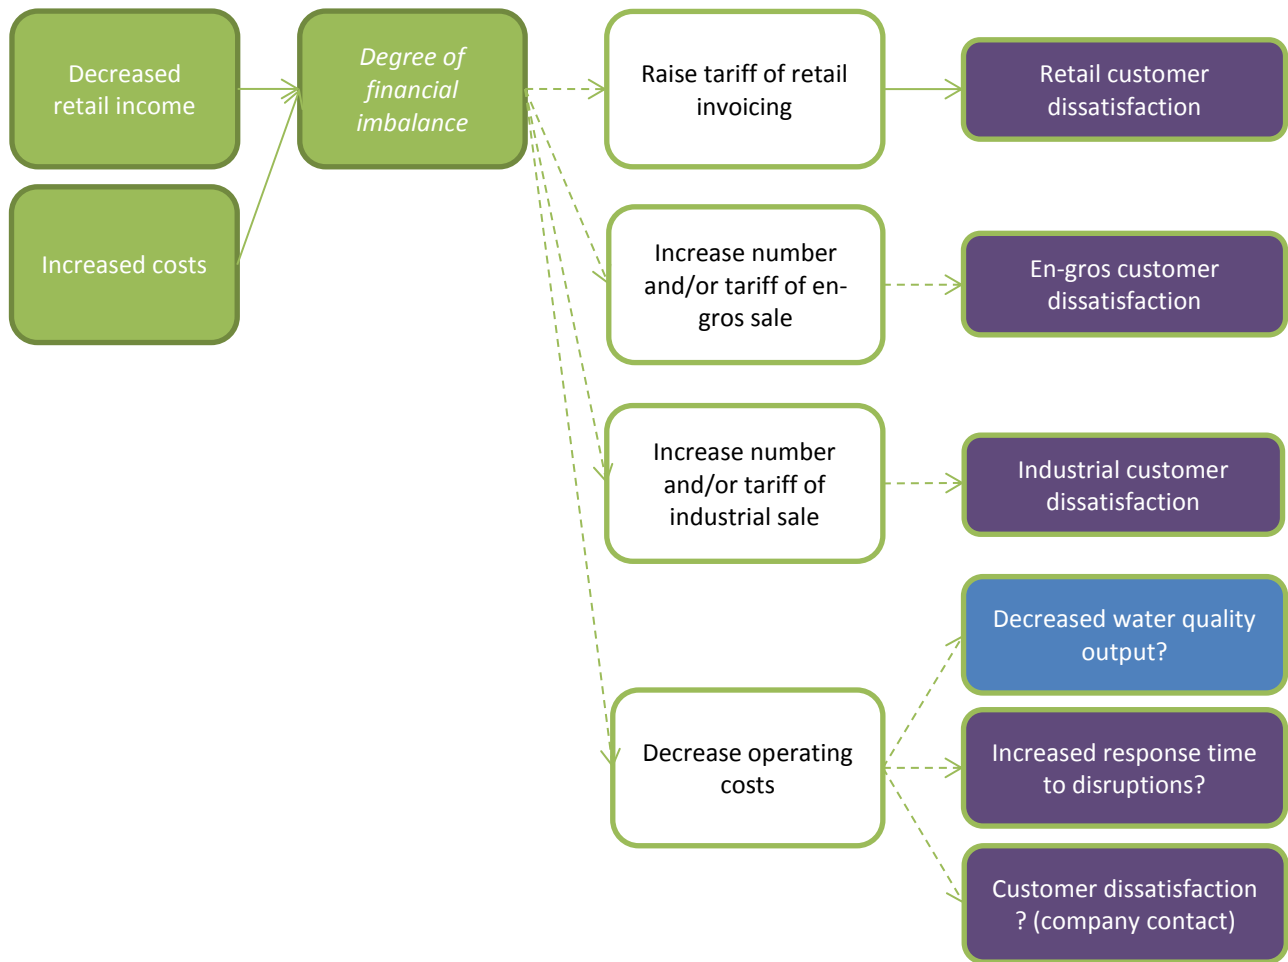 Decreased
retail income
Increased costs
Degree of
financial
imbalance
Raise tariff of retail
invoicing
Increase number
and/or tariff of en-
gros sale
Increase number
and/or tariff of
industrial sale
Decrease operating
costs
Retail customer
dissatisfaction
En-gros customer
dissatisfaction
Industrial customer
dissatisfaction
Decreased water quality
output?
Increased response time
to disruptions?
Customer dissatisfaction
? (company contact)